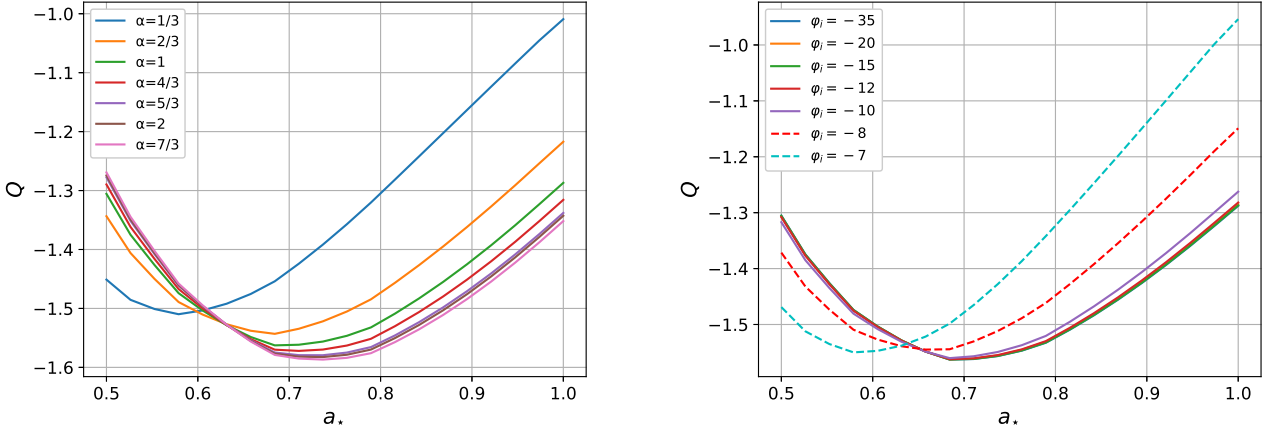 −1.0
−1.1
−1.2
−1.3
−1.4
−1.5
−1.6
Q
0.5 0.6 0.7 0.8 0.9 1.0
a⋆
α=1/3
α=2/3
α=1
α=4/3
α=5/3
α=2
α=7/3
−1.0
−1.1
−1.2
−1.3
−1.4
−1.5
Q
0.5 0.6 0.7 0.8 0.9 1.0
a⋆
φᵢ = −35
φᵢ = −20
φᵢ = −15
φᵢ = −12
φᵢ = −10
φᵢ = −8
φᵢ = −7